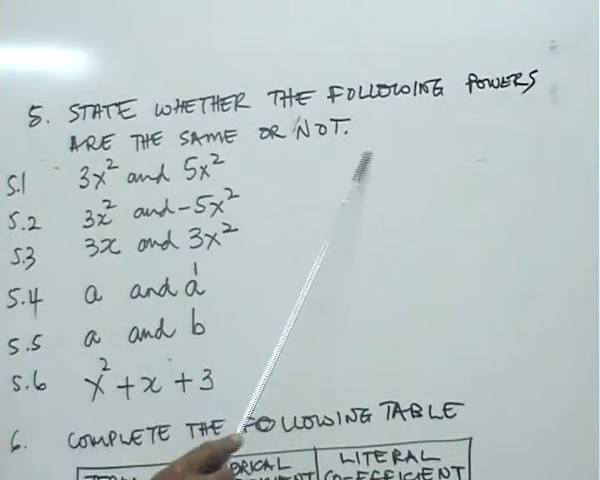 5. STATE WHETHER THE FOLLOWING POWERS
ARE THE SAME OR NOT.
5.1 3x² and 5x²
5.2 3x² and -5x²
5.3 3x and 3x²
5.4 a and a¹
5.5 a and b
5.6 x² + x + 3
6. COMPLETE THE FOLLOWING TABLE
LITERAL